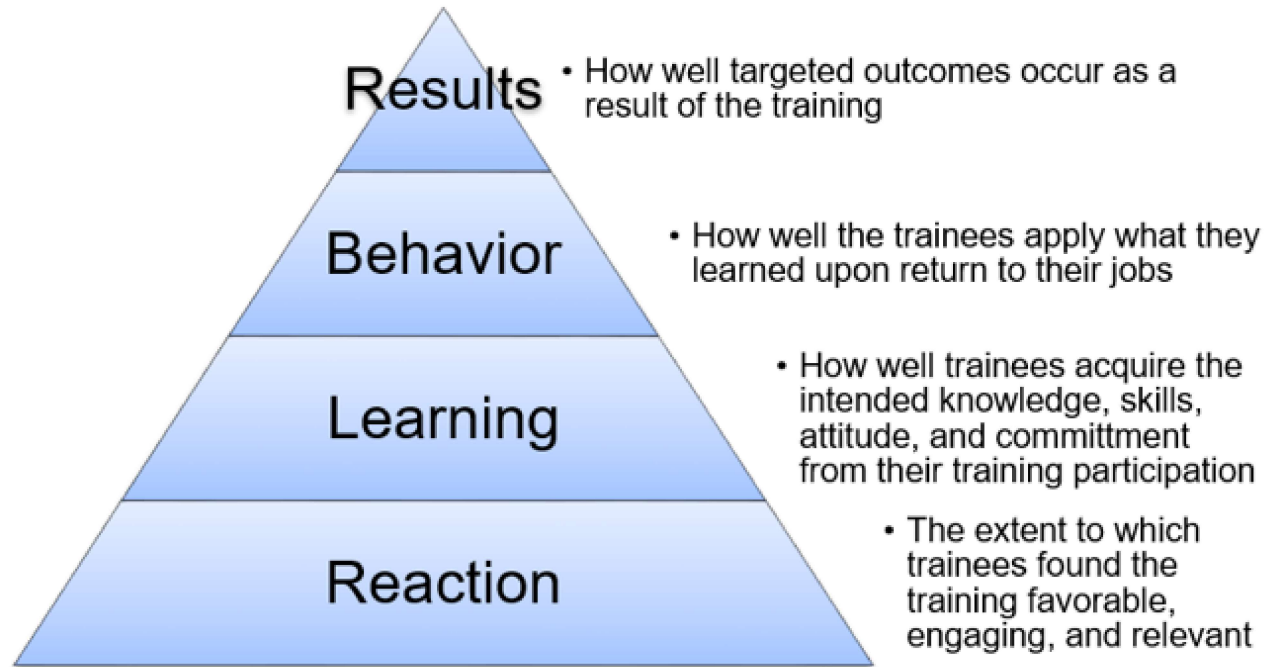 Results
• How well targeted outcomes occur as a
result of the training
Behavior
• How well the trainees apply what they
learned upon return to their jobs
Learning
• How well trainees acquire the
intended knowledge, skills,
attitude, and committment
from their training participation
Reaction
• The extent to which
trainees found the
training favorable,
engaging, and relevant